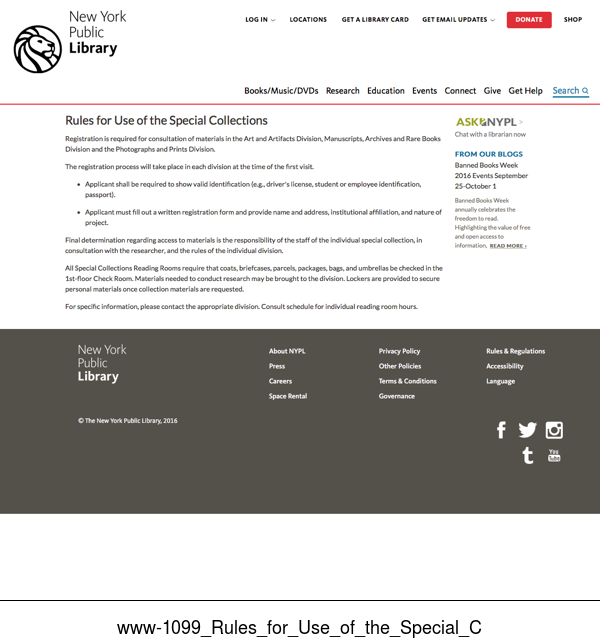 New York
Public
Library
LOG IN
LOCATIONS
GET A LIBRARY CARD
GET EMAIL UPDATES
DONATE
SHOP
Books/Music/DVDs
Research
Education
Events
Connect
Give
Get Help
Search
Rules for Use of the Special Collections
Registration is required for consultation of materials in the Art and Artifacts Division, Manuscripts, Archives and Rare Books
Division and the Photographs and Prints Division.
The registration process will take place in each division at the time of the first visit.
• Applicant shall be required to show valid identification (e.g., driver's license, student or employee identification,
passport).
• Applicant must fill out a written registration form and provide name and address, institutional affiliation, and nature of
project.
Final determination regarding access to materials is the responsibility of the staff of the individual special collection, in
consultation with the researcher, and the rules of the individual division.
All Special Collections Reading Rooms require that coats, briefcases, parcels, packages, bags, and umbrellas be checked in the
1st-floor Check Room. Materials needed to conduct research may be brought to the division. Lockers are provided to secure
personal materials once collection materials are requested.
For specific information, please contact the appropriate division. Consult schedule for individual reading room hours.
ASK NYPL >
Chat with a librarian now
FROM OUR BLOGS
Banned Books Week
2016 Events September
25-October 1
Banned Books Week
annually celebrates the
freedom to read.
Highlighting the value of free
and open access to
information. READ MORE ›
New York
Public
Library
About NYPL
Press
Careers
Space Rental
Privacy Policy
Other Policies
Terms & Conditions
Governance
Rules & Regulations
Accessibility
Language
© The New York Public Library, 2016
You
Tube
www-1099_Rules_for_Use_of_the_Special_C